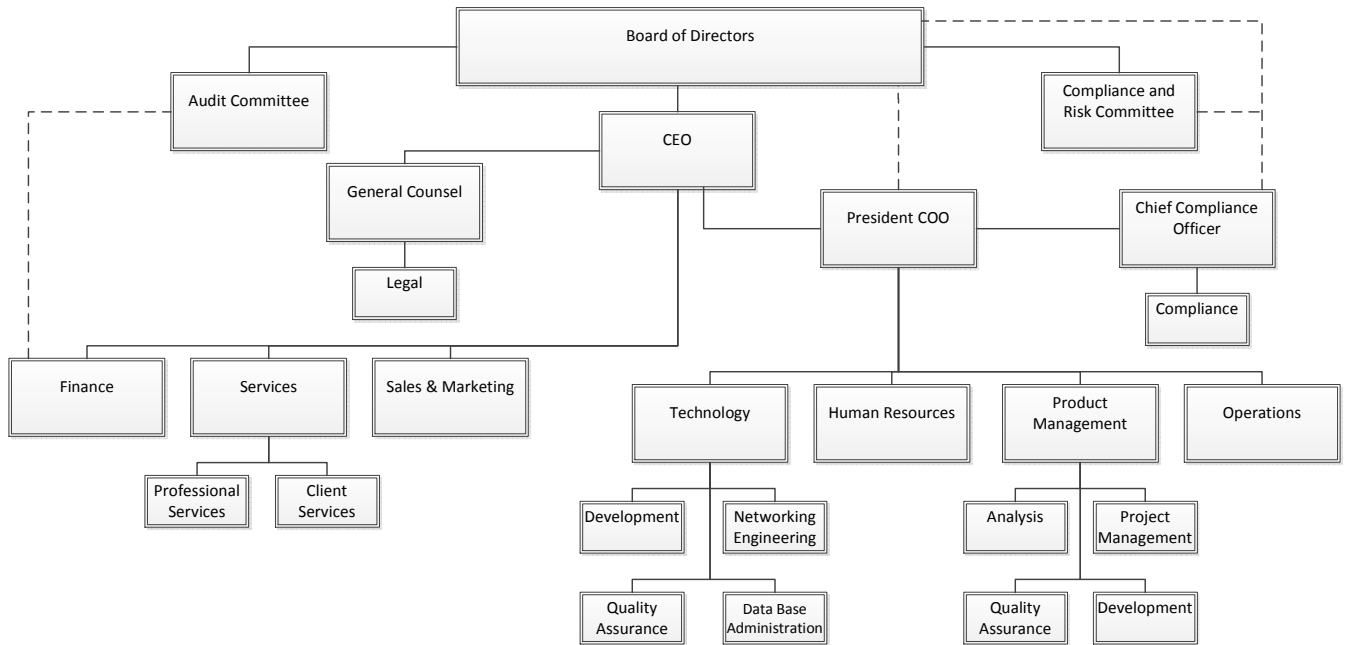 Board of Directors
Audit Committee
Compliance and
Risk Committee
CEO
General Counsel
President COO
Chief Compliance
Officer
Legal
Compliance
Finance
Services
Sales & Marketing
Technology
Human Resources
Product
Management
Operations
Professional
Services
Client
Services
Development
Networking
Engineering
Analysis
Project
Management
Quality
Assurance
Data Base
Administration
Quality
Assurance
Development